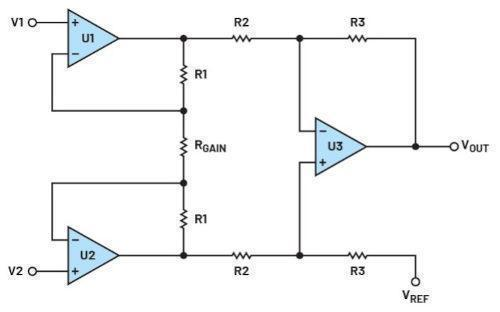 R2
R3
V1
+
U1
−
R1
RGAIN
−
U3
+
VOUT
R1
−
U2
V2
+
R2
R3
VREF